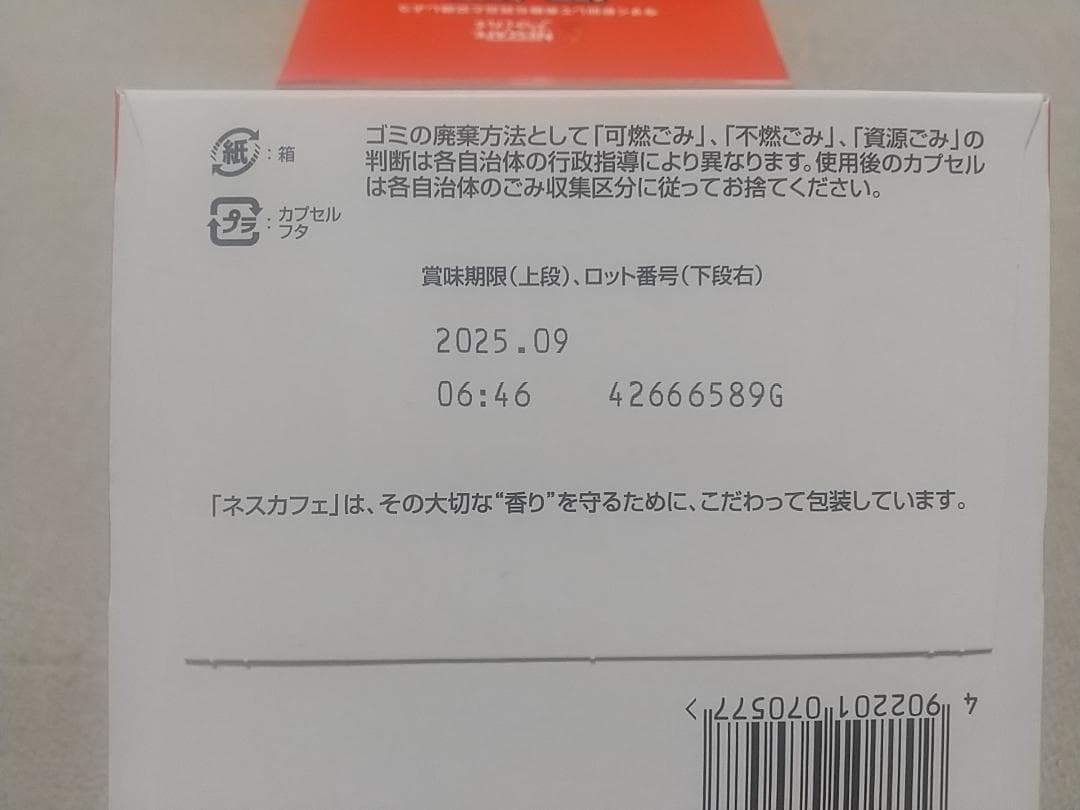 NESCAFÉ
紙
：箱
プラ
：カプセル
フタ
ゴミの廃棄方法として「可燃ごみ」、「不燃ごみ」、「資源ごみ」の
判断は各自治体の行政指導により異なります。使用後のカプセル
は各自治体のごみ収集区分に従ってお捨てください。
賞味期限（上段）、ロット番号（下段右）
2025.09
06:46 42666589G
「ネスカフェ」は、その大切な“香り”を守るために、こだわって包装しています。
4 902201 070577 >